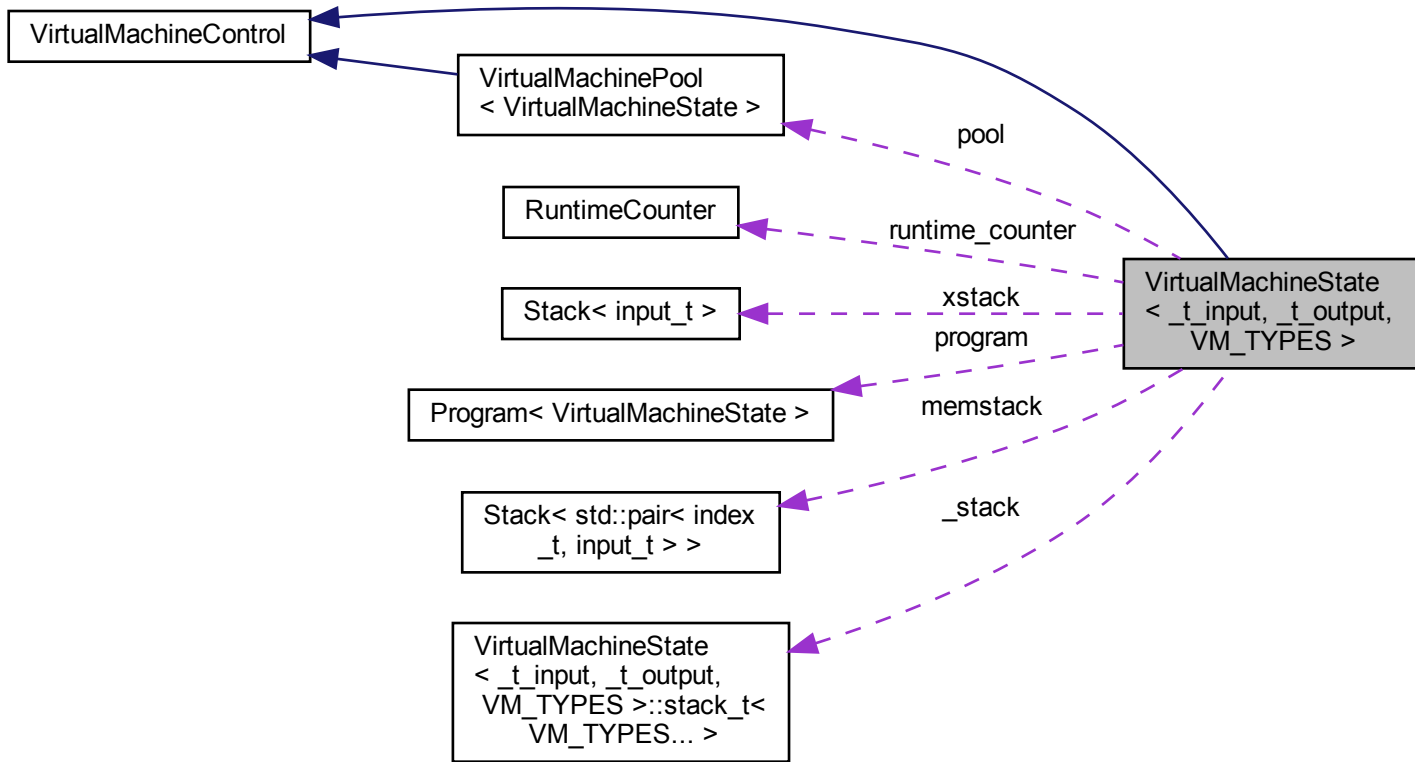 VirtualMachineControl
VirtualMachinePool
< VirtualMachineState >
pool
RuntimeCounter
runtime_counter
VirtualMachineState
< _t_input, _t_output,
VM_TYPES >
Stack< input_t >
xstack
program
Program< VirtualMachineState >
memstack
Stack< std::pair< index
_t, input_t > >
_stack
VirtualMachineState
< _t_input, _t_output,
VM_TYPES >::stack_t<
VM_TYPES... >